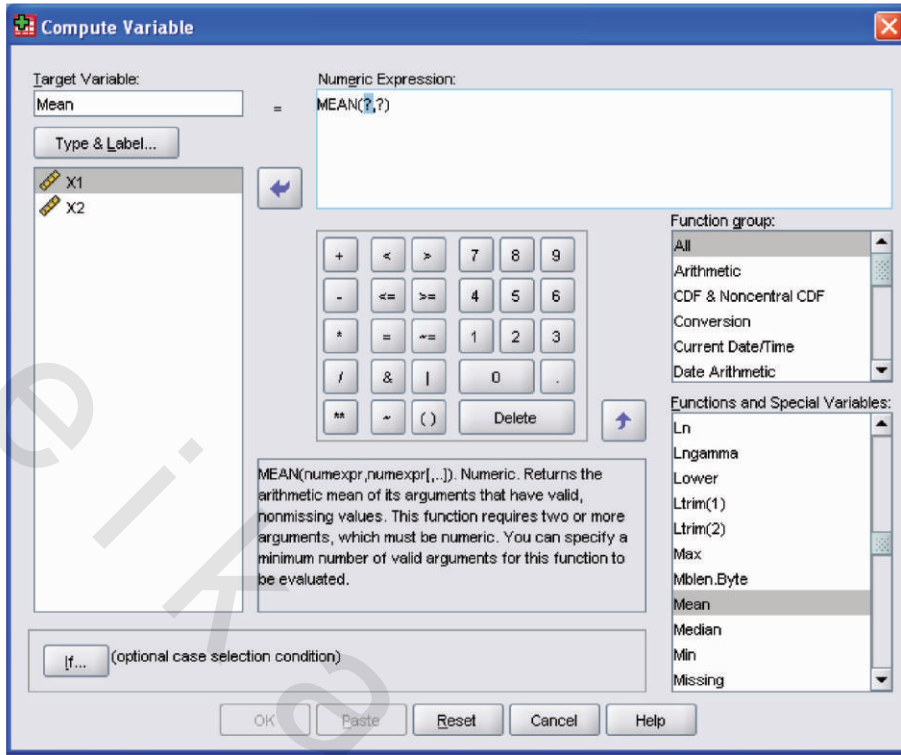 Compute Variable
Target Variable:
Mean
=
Numeric Expression:
MEAN(?,?)
Type & Label...
X1
X2
+ < > 7 8 9
- <= >= 4 5 6
* = ~= 1 2 3
/ & | 0 .
** ~ ( ) Delete
Function group:
All
Arithmetic
CDF & Noncentral CDF
Conversion
Current Date/Time
Date Arithmetic
Functions and Special Variables:
Ln
Lngamma
Lower
Ltrim(1)
Ltrim(2)
Max
Mblen.Byte
Mean
Median
Min
Missing
MEAN(numexpr,numexpr[,..]). Numeric. Returns the
arithmetic mean of its arguments that have valid,
nonmissing values. This function requires two or more
arguments, which must be numeric. You can specify a
minimum number of valid arguments for this function to
be evaluated.
If... (optional case selection condition)
OK Paste Reset Cancel Help
e i k a